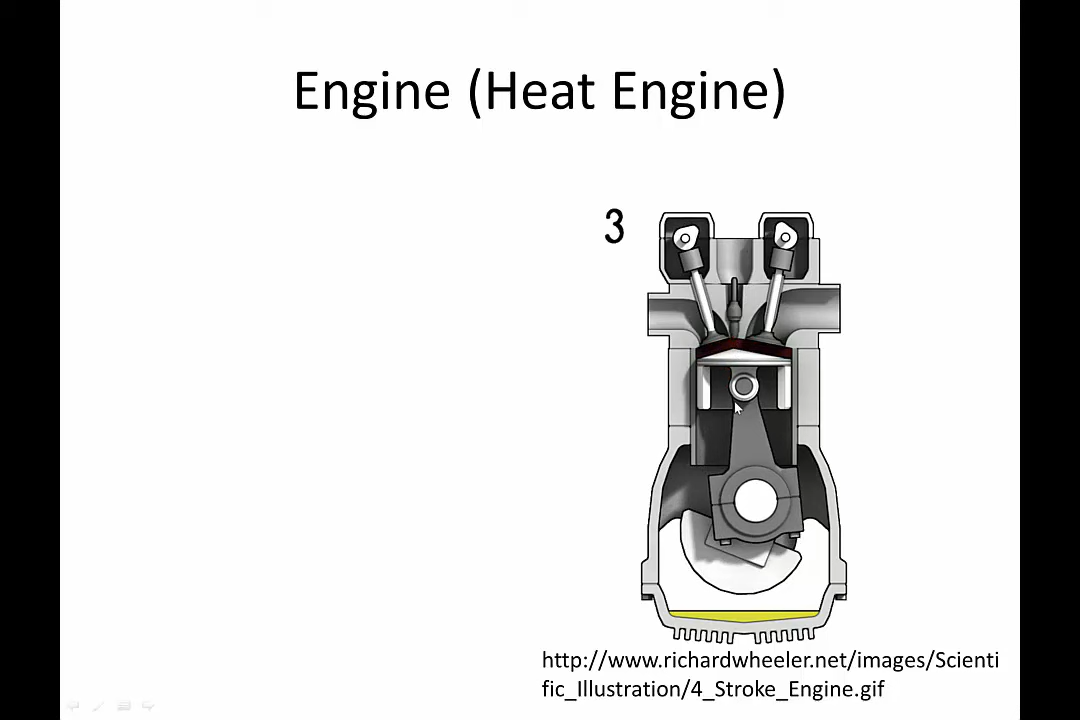 Engine (Heat Engine)
3
http://www.richardwheeler.net/images/Scienti
fic_Illustration/4_Stroke_Engine.gif